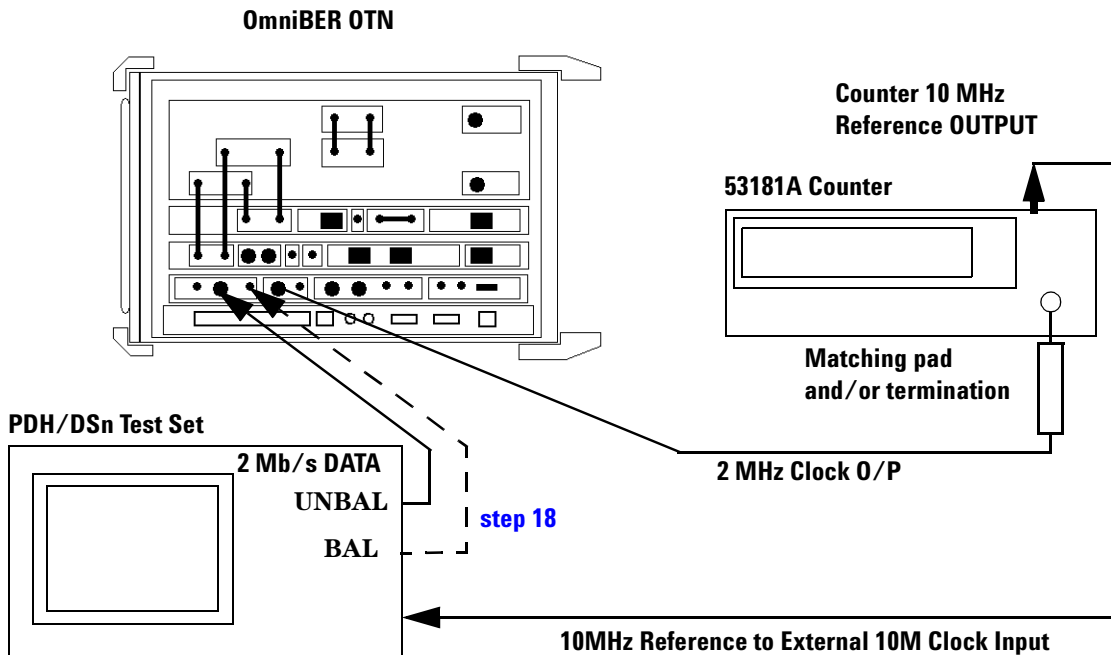 OmniBER OTN
Counter 10 MHz
Reference OUTPUT
53181A Counter
Matching pad
and/or termination
PDH/DSn Test Set
2 Mb/s DATA
UNBAL
BAL
step 18
2 MHz Clock O/P
10MHz Reference to External 10M Clock Input